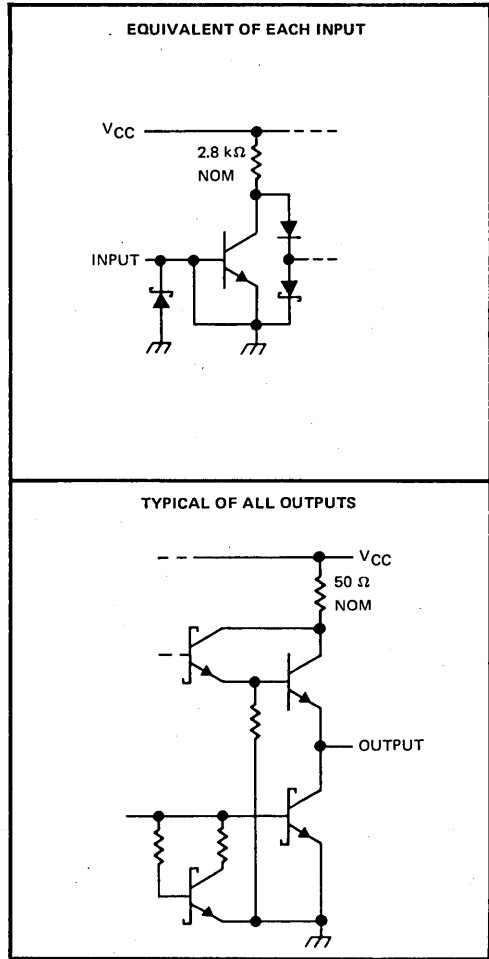 EQUIVALENT OF EACH INPUT
VCC
2.8 kΩ
NOM
INPUT
TYPICAL OF ALL OUTPUTS
VCC
50 Ω
NOM
OUTPUT